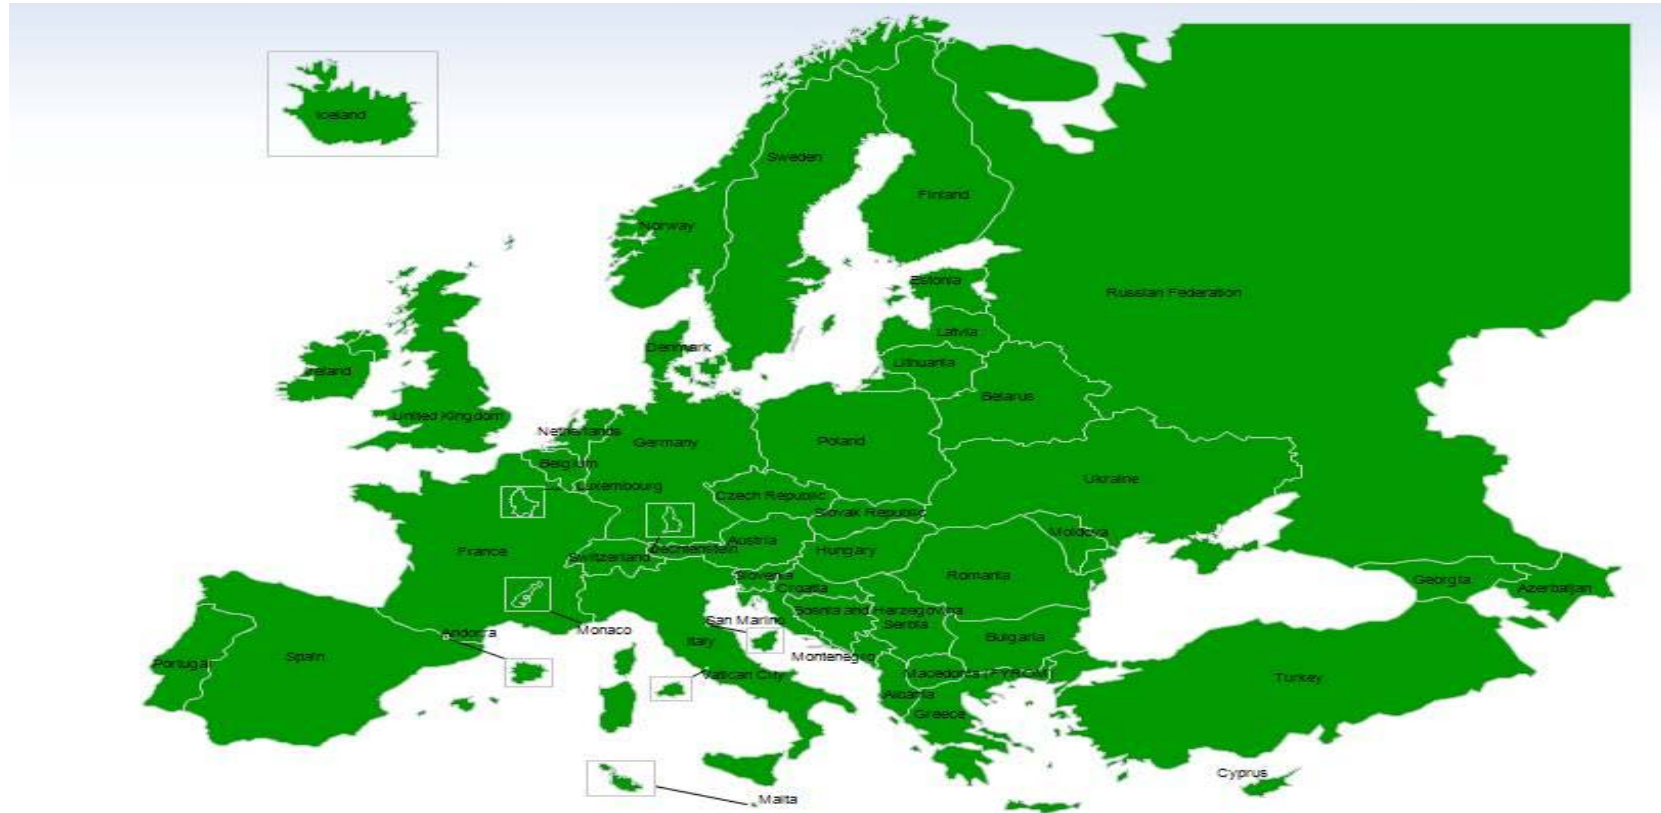 Iceland
Sweden
Finland
Norway
Estonia
Russian Federation
Latvia
Denmark
Lithuania
Ireland
Belarus
United Kingdom
Netherlands
Germany
Poland
Belgium
Ukraine
Luxembourg
Czech Republic
Slovak Republic
Moldova
Austria
France
Switzerland
Liechtenstein
Hungary
Slovenia
Romania
Georgia
Croatia
Azerbaijan
Bosnia and Herzegovina
San Marino
Serbia
Andorra
Monaco
Italy
Bulgaria
Portugal
Spain
Montenegro
Vatican City
Macedonia (FYROM)
Turkey
Albania
Greece
Cyprus
Malta